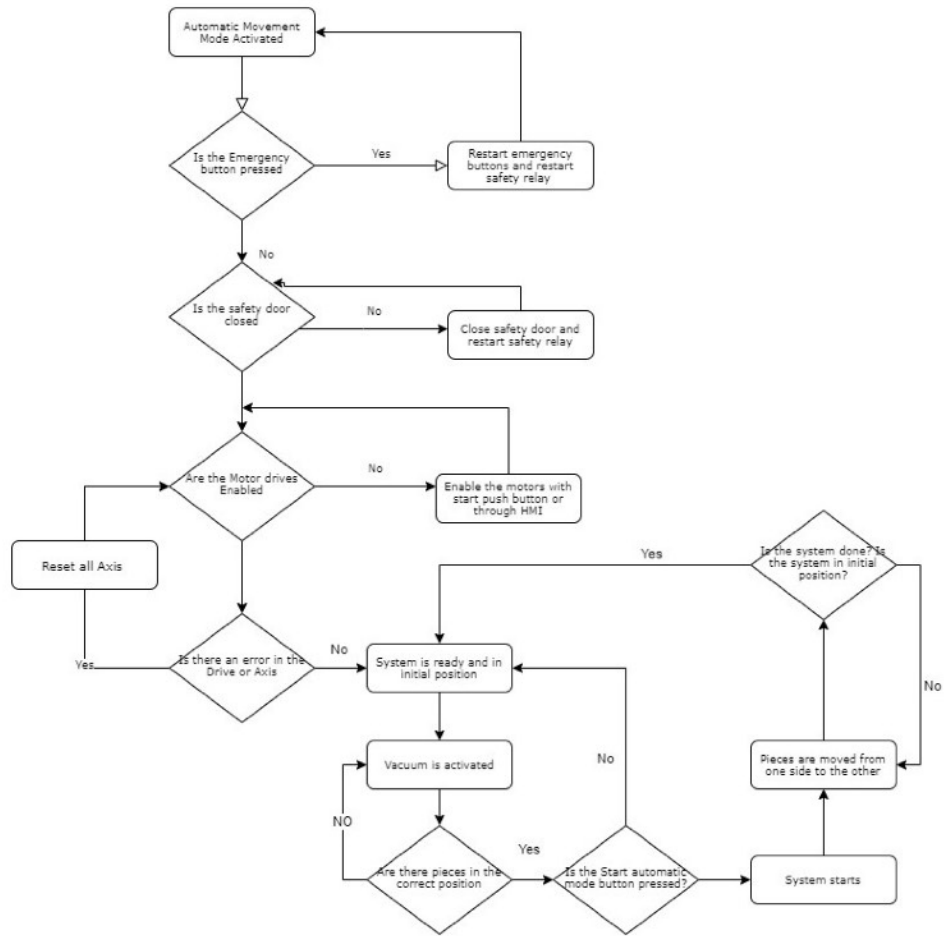 Automatic Movement
Mode Activated
Is the Emergency
button pressed
Yes
Restart emergency
buttons and restart
safety relay
No
Is the safety door
closed
No
Close safety door and
restart safety relay
Are the Motor drives
Enabled
No
Enable the motors with
start push button or
through HMI
Reset all Axis
Is the system done? Is
the system in initial
position?
Yes
No
Is there an error in the
Drive or Axis
Yes
No
System is ready and in
initial position
Vacuum is activated
No
Pieces are moved from
one side to the other
NO
Are there pieces in the
correct position
Yes
Is the Start automatic
mode button pressed?
System starts